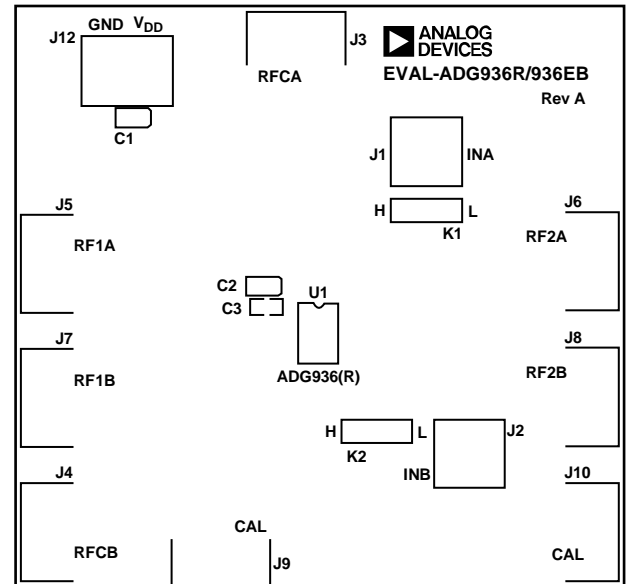 GND VDD
J12
J3
ANALOG
DEVICES
RFCA
EVAL-ADG936R/936EB
Rev A
C1
J1
INA
J5
J6
H
L
K1
RF1A
RF2A
C2
U1
C3
J7
J8
RF1B
ADG936(R)
RF2B
H
L
J2
K2
INB
J4
J10
CAL
RFCB
J9
CAL